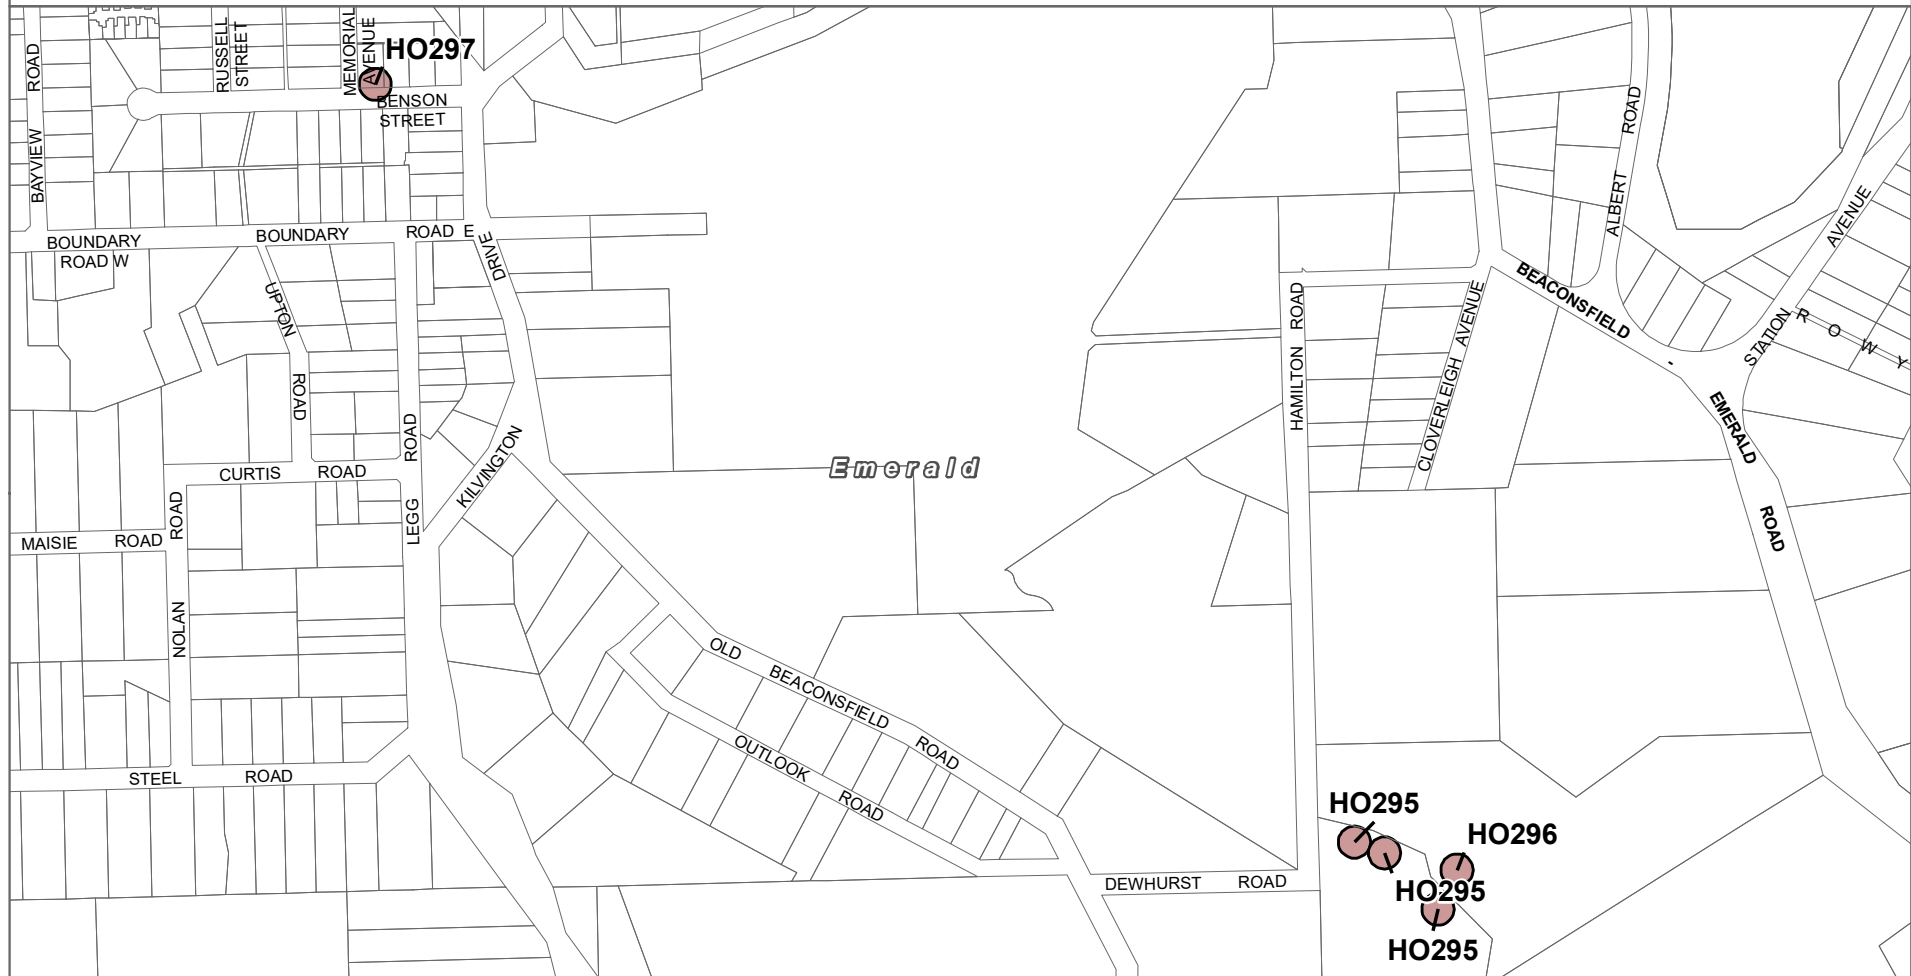 ROAD
BAYVIEW
RUSSELL
STREET
MEMORIAL
AVENUE
HO297
BENSON
STREET
BOUNDARY
ROAD W
BOUNDARY ROAD E
DRIVE
KILVINGTON
UPTON
ROAD
ROAD
LEGG
CURTIS ROAD
ROAD
NOLAN
MAISIE ROAD
STEEL ROAD
Emerald
OLD BEACONSFIELD ROAD
OUTLOOK ROAD
DEWHURST ROAD
HAMILTON ROAD
CLOVERLEIGH AVENUE
ALBERT ROAD
BEACONSFIELD - EMERALD ROAD
STATION AVENUE
R O W Y
HO295
HO296
HO295
HO295